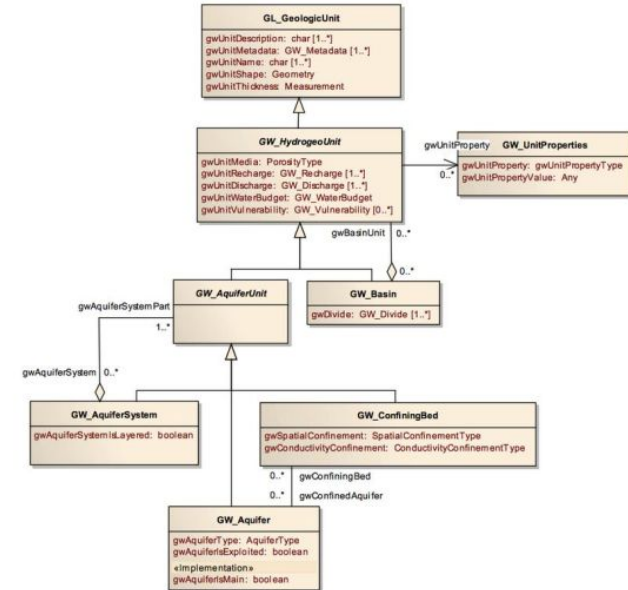 GL_GeologicUnit
gwUnitDescription: char [1..*]
gwUnitMetadata: GW_Metadata [1..*]
gwUnitName: char [1..*]
gwUnitShape: Geometry
gwUnitThickness: Measurement
GW_HydrogeoUnit
gwUnitMedia: PorosityType
gwUnitRecharge: GW_Recharge [1..*]
gwUnitDischarge: GW_Discharge [1..*]
gwUnitWaterBudget: GW_WaterBudget
gwUnitVulnerability: GW_Vulnerability [0..*]
gwUnitProperty
0..*
GW_UnitProperties
gwUnitProperty: gwUnitPropertyType
gwUnitPropertyValue: Any
gwBasinUnit
0..*
0..*
GW_AquiferUnit
GW_Basin
gwDivide: GW_Divide [1..*]
gwAquiferSystemPart
1..*
gwAquiferSystem
0..*
GW_AquiferSystem
gwAquiferSystemIsLayered: boolean
GW_ConfiningBed
gwSpatialConfinement: SpatialConfinementType
gwConductivityConfinement: ConductivityConfinementType
0..*
gwConfiningBed
0..*
gwConfinedAquifer
GW_Aquifer
gwAquiferType: AquiferType
gwAquiferIsExploited: boolean
«Implementation»
gwAquiferIsMain: boolean